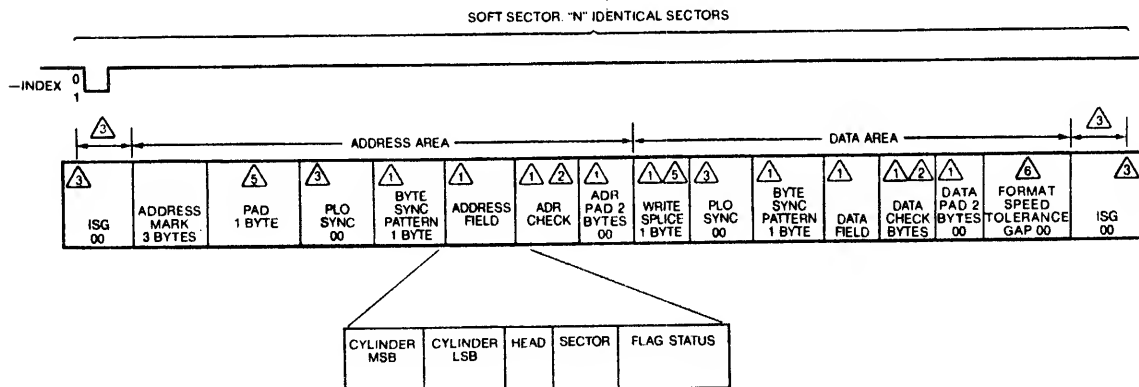 SOFT SECTOR. "N" IDENTICAL SECTORS
—INDEX 0
1
3
ADDRESS AREA
DATA AREA
3
3
ISG
00
ADDRESS
MARK
3 BYTES
5
PAD
1 BYTE
3
PLO
SYNC
00
1
BYTE
SYNC
PATTERN
1 BYTE
1
ADDRESS
FIELD
1 2
ADR
CHECK
1
ADR
PAD 2
BYTES
00
1 5
WRITE
SPLICE
1 BYTE
3
PLO
SYNC
00
1
BYTE
SYNC
PATTERN
1 BYTE
1
DATA
FIELD
1 2
DATA
CHECK
BYTES
1
DATA
PAD 2
BYTES
00
6
FORMAT
SPEED
TOLERANCE
GAP 00
3
ISG
00
CYLINDER
MSB
CYLINDER
LSB
HEAD
SECTOR
FLAG STATUS